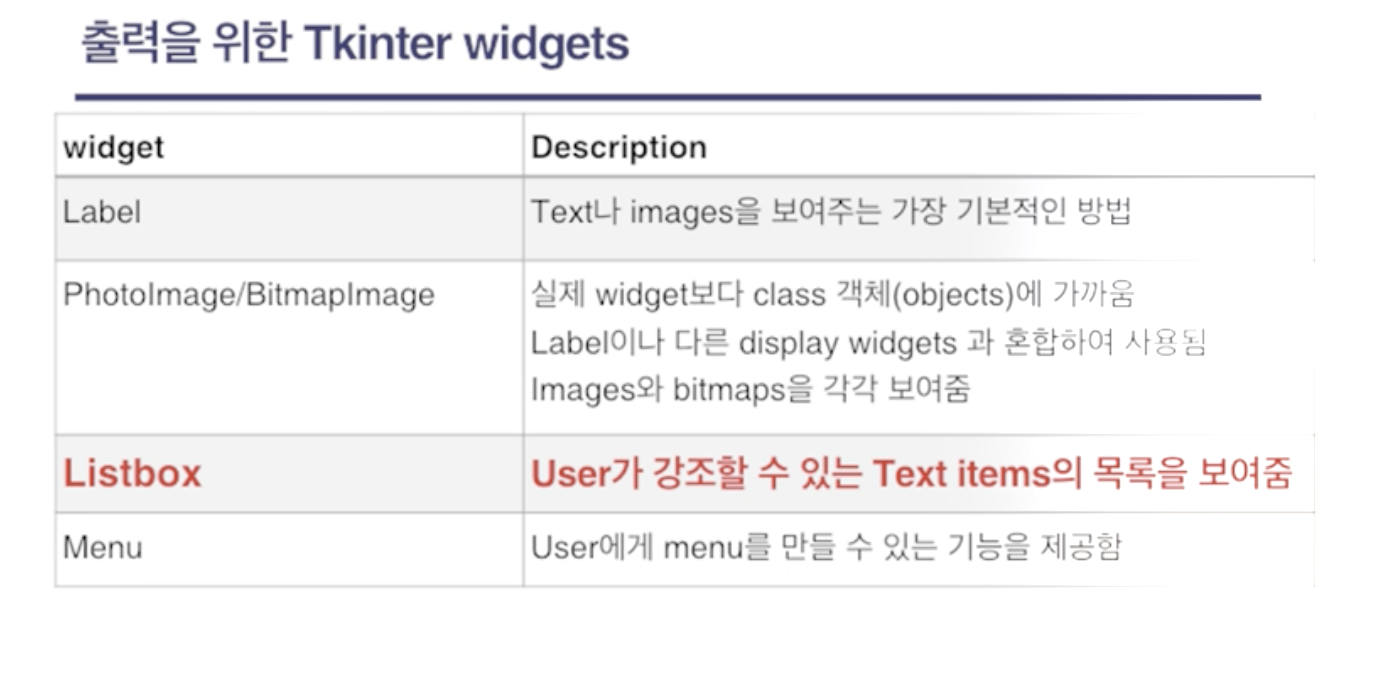 출력을 위한 Tkinter widgets
widget Description
Label Text나 images을 보여주는 가장 기본적인 방법
PhotoImage/BitmapImage 실제 widget보다 class 객체(objects)에 가까움
Label이나 다른 display widgets 과 혼합하여 사용됨
Images와 bitmaps을 각각 보여줌
Listbox User가 강조할 수 있는 Text items의 목록을 보여줌
Menu User에게 menu를 만들 수 있는 기능을 제공함